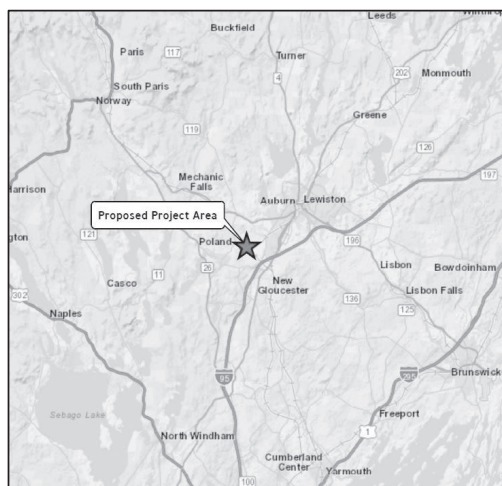 Leeds
Buckfield
Paris
117
Turner
4
202
Monmouth
South Paris
Norway
Greene
119
126
Mechanic
Falls
197
Harrison
Auburn
Lewiston
Proposed Project Area
121
Poland
196
26
Lisbon
Bowdoinham
11
Casco
New
Gloucester
Lisbon Falls
302
136
125
Naples
95
295
Brunswick
Sebago Lake
Freeport
1
North Windham
Cumberland
Center
Yarmouth
100